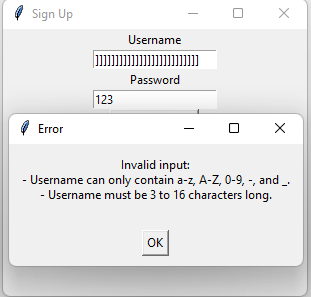 Sign Up
Username
]]]]]]]]]]]]]]]]]]]]]]]]]]
Password
123
Error
Invalid input:
- Username can only contain a-z, A-Z, 0-9, -, and _.
- Username must be 3 to 16 characters long.
OK